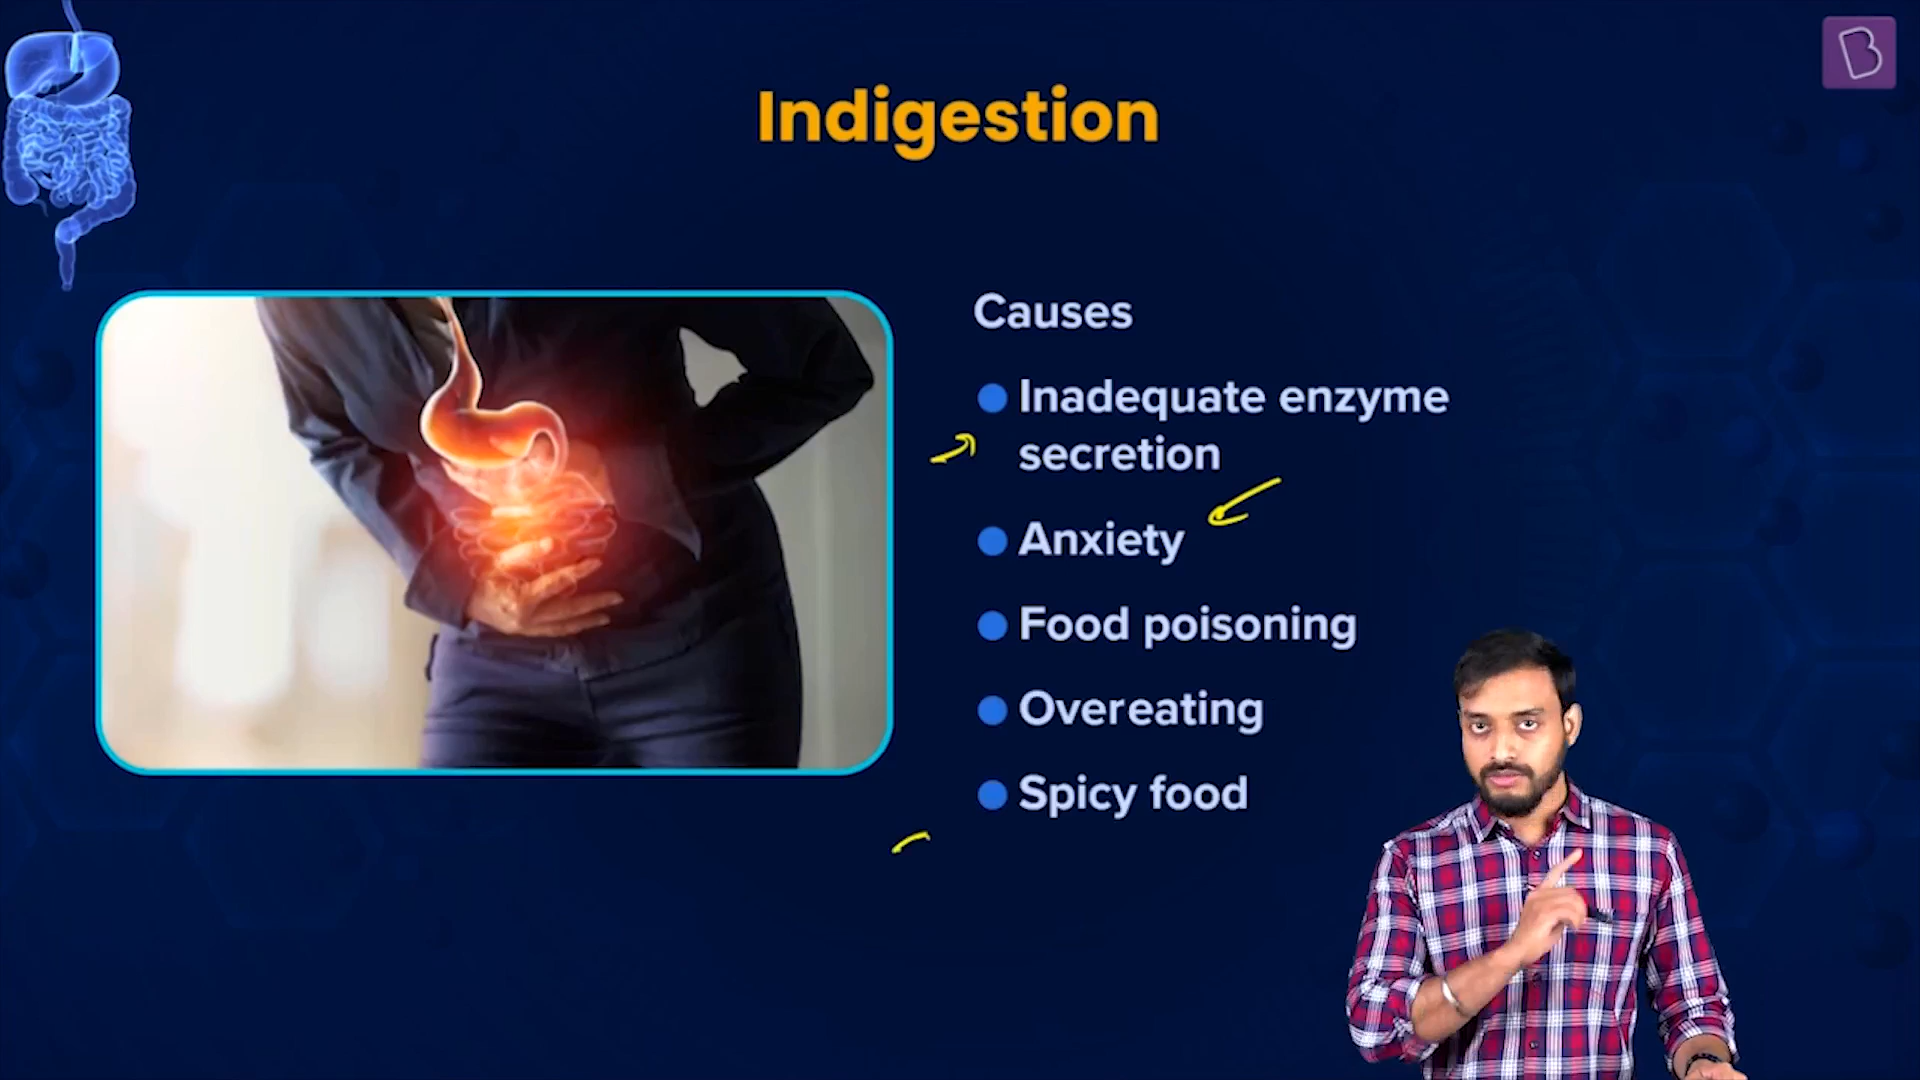 Indigestion
Causes
Inadequate enzyme
secretion
Anxiety
Food poisoning
Overeating
Spicy food